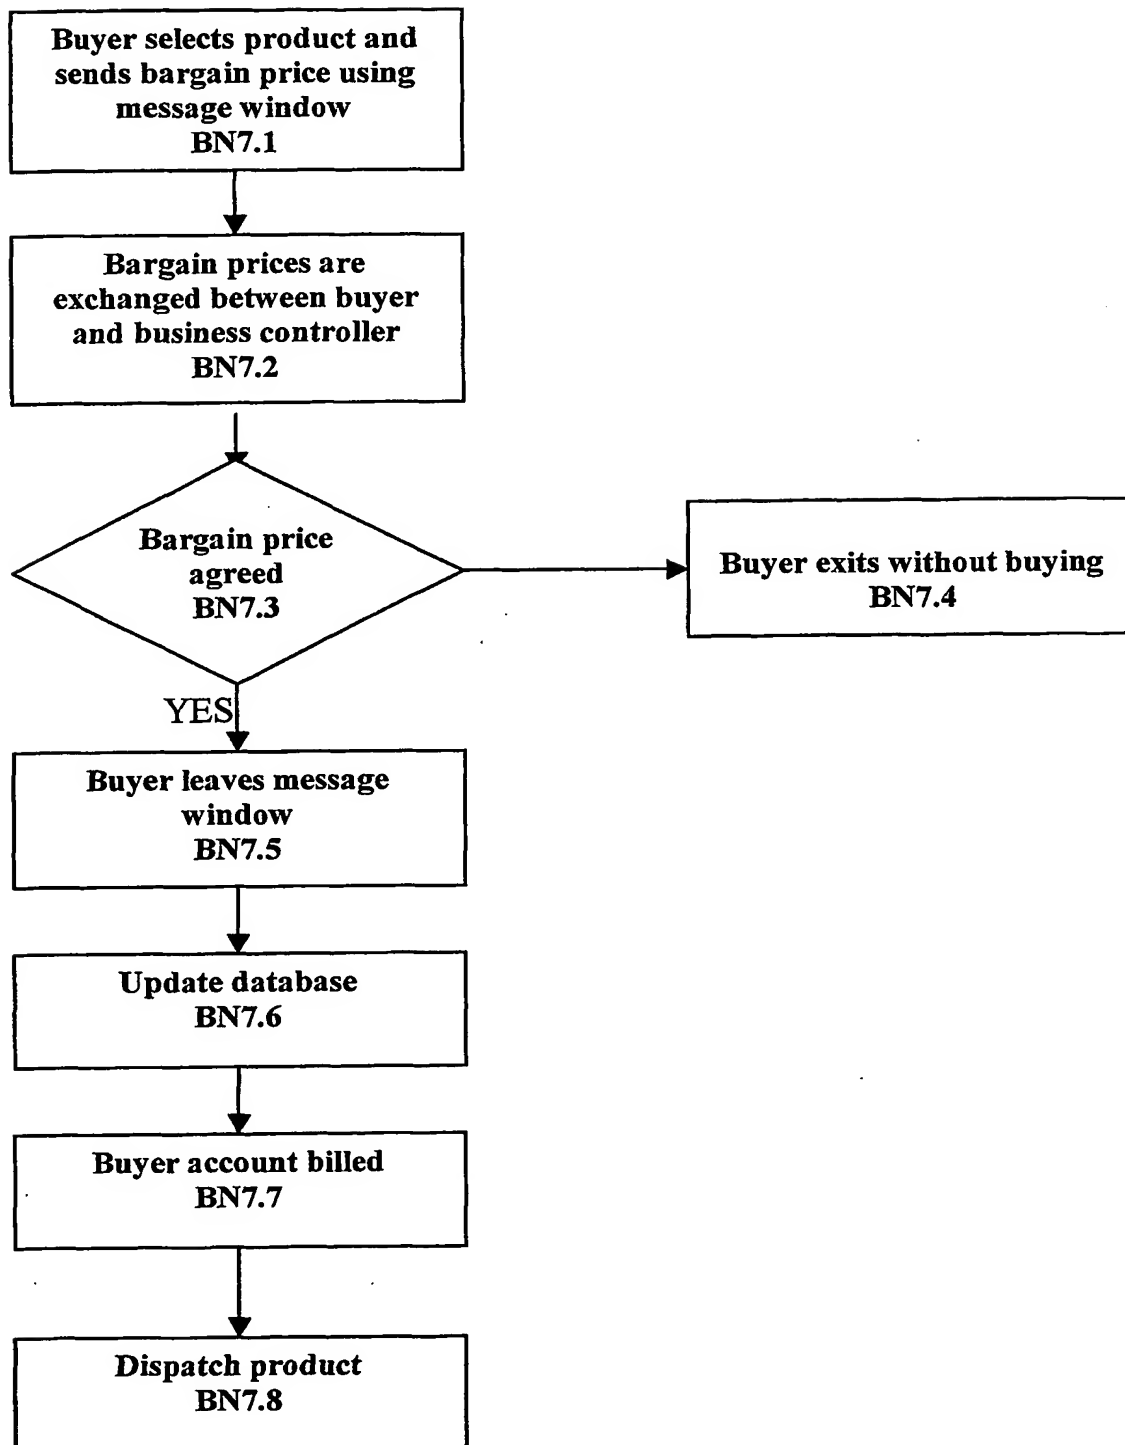 Buyer selects product and
sends bargain price using
message window
BN7.1
Bargain prices are
exchanged between buyer
and business controller
BN7.2
Bargain price
agreed
BN7.3
Buyer exits without buying
BN7.4
YES
Buyer leaves message
window
BN7.5
Update database
BN7.6
Buyer account billed
BN7.7
Dispatch product
BN7.8